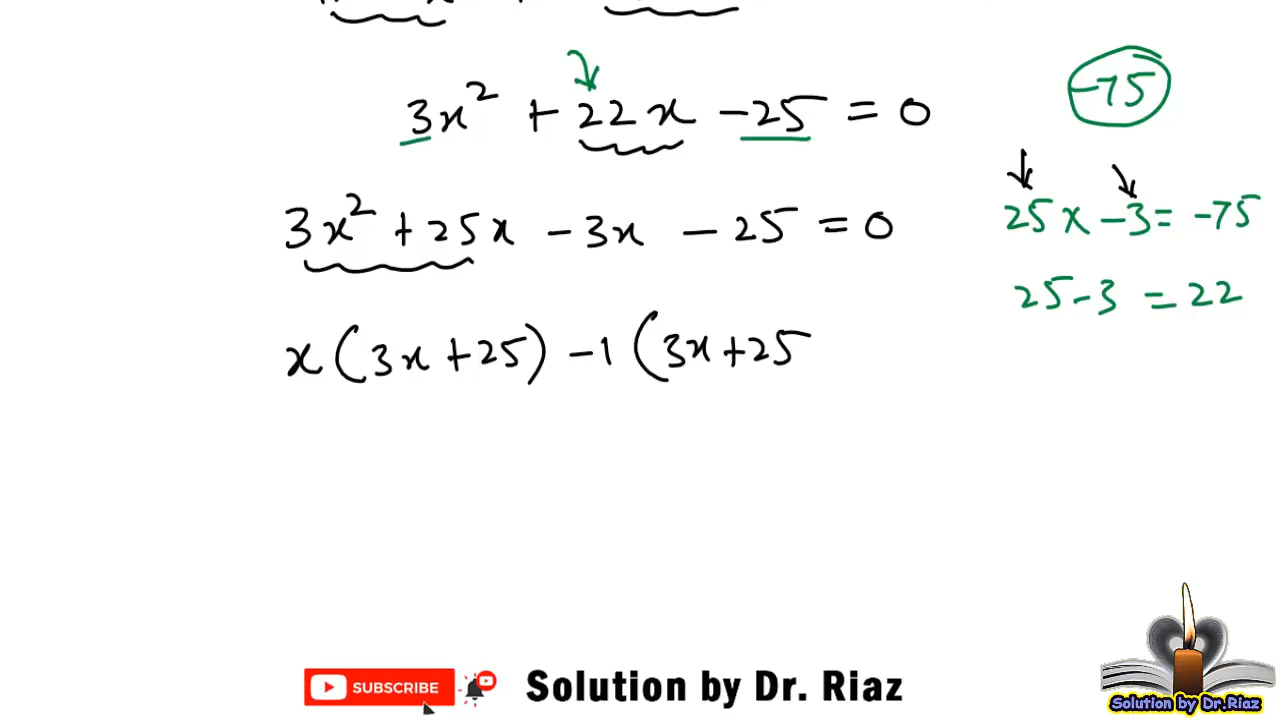 3x² + 22x - 25 = 0
-75
3x² + 25x - 3x - 25 = 0
25 x -3 = -75
25 - 3 = 22
x(3x + 25) - 1(3x + 25
SUBSCRIBE
Solution by Dr. Riaz
Solution by Dr.Riaz